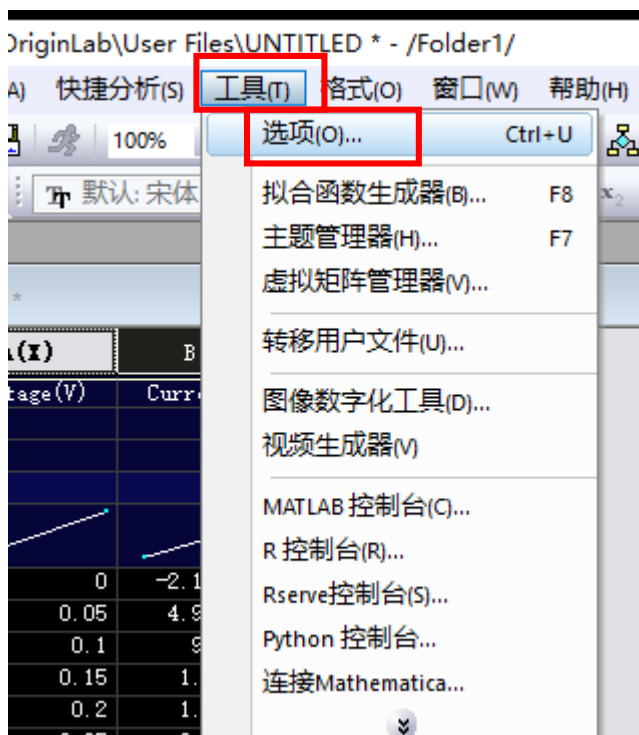 OriginLab\User Files\UNTITLED * - /Folder1/
A) 快捷分析(S) 工具(T) 格式(O) 窗口(W) 帮助(H)
100% 选项(O)... Ctrl+U
默认: 宋体 拟合函数生成器(B)... F8 x2
主题管理器(H)... F7
虚拟矩阵管理器(V)...
*
转移用户文件(U)...
(X) B
tage(V) Curr
图像数字化工具(D)...
视频生成器(V)
MATLAB 控制台(C)...
R 控制台(R)...
0 -2.1
Rserve控制台(S)...
0.05 4.9
Python 控制台...
0.1 9
0.15 1.
连接Mathematica...
0.2 1.